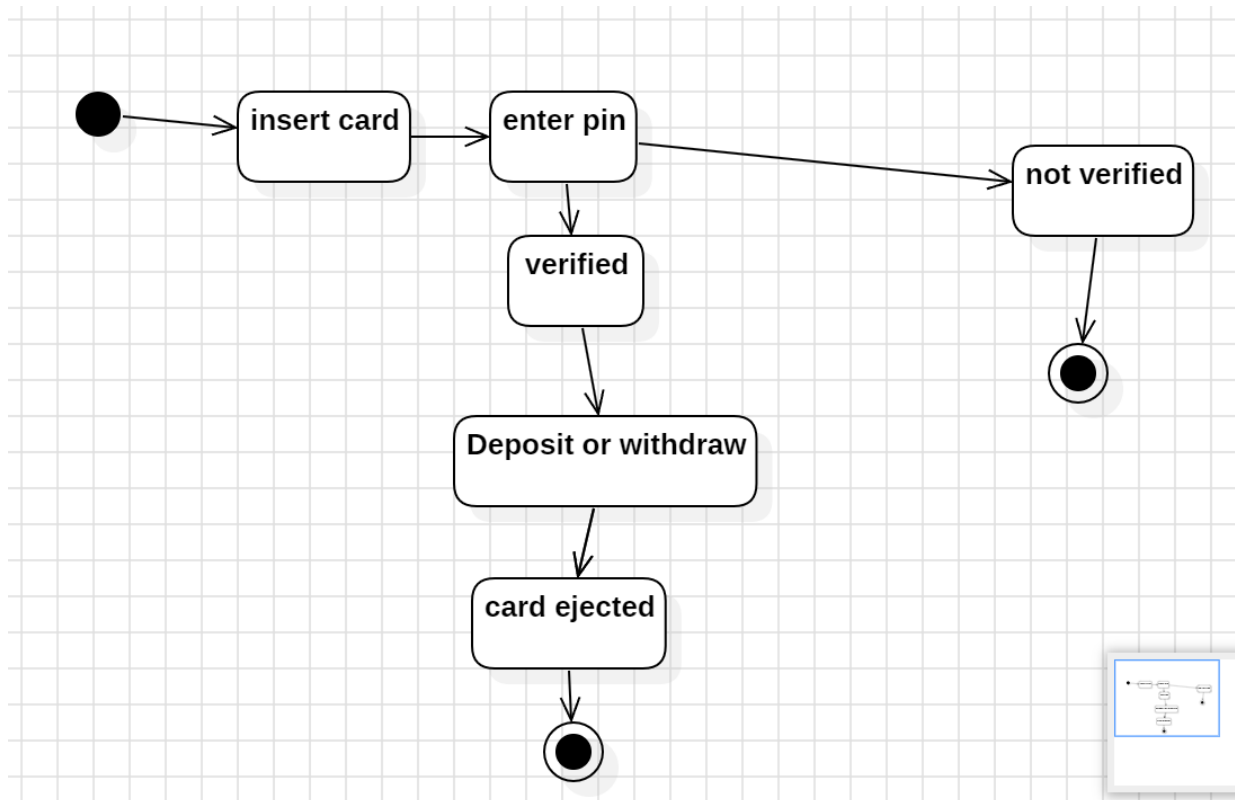 insert card
enter pin
not verified
verified
Deposit or withdraw
card ejected